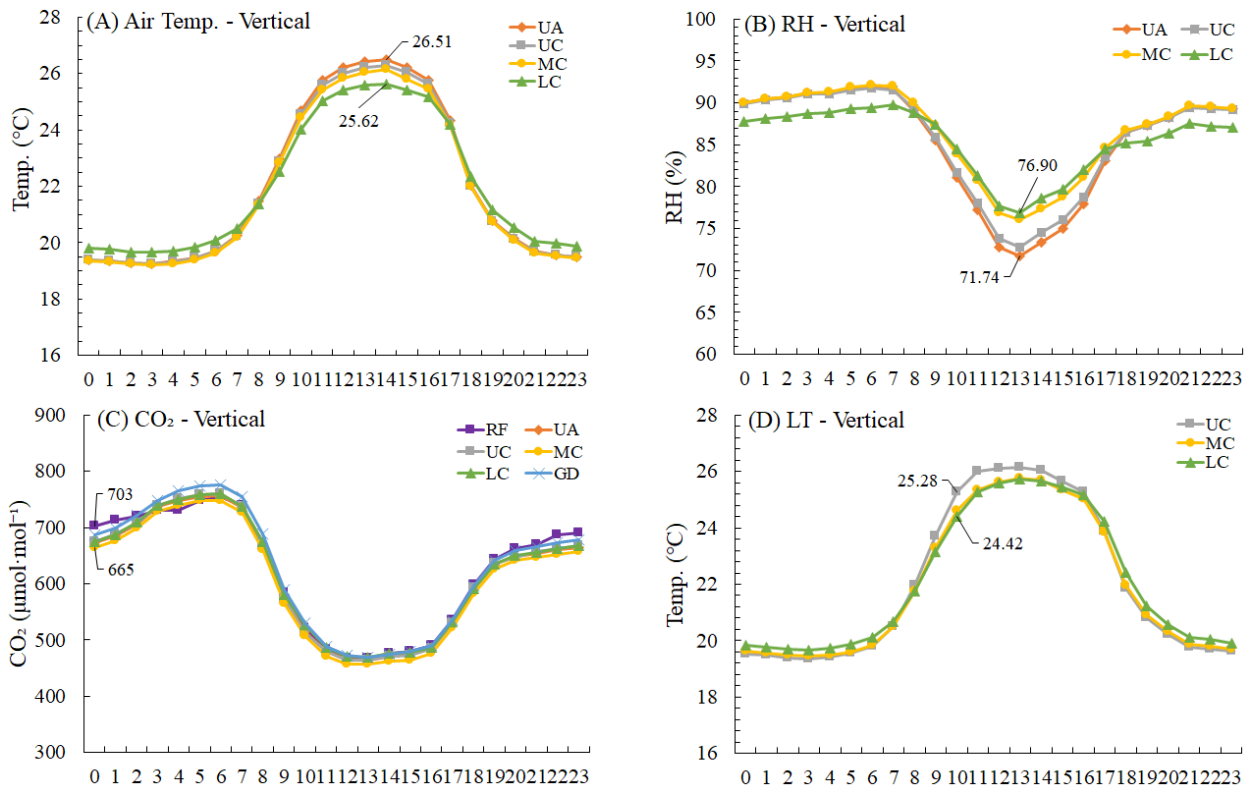 (A) Air Temp. - Vertical
UA
UC
MC
LC
26.51
25.62
Temp. (℃)
28
26
24
22
20
18
16
0 1 2 3 4 5 6 7 8 9 1011121314151617181920212223
(B) RH - Vertical
UA UC
MC LC
76.90
71.74
RH (%)
100
95
90
85
80
75
70
65
60
0 1 2 3 4 5 6 7 8 9 1011121314151617181920212223
(C) CO₂ - Vertical
RF UA
UC MC
LC GD
703
665
CO₂ (μmol·mol⁻¹)
900
800
700
600
500
400
300
0 1 2 3 4 5 6 7 8 9 1011121314151617181920212223
(D) LT - Vertical
UC
MC
LC
25.28
24.42
Temp. (℃)
28
26
24
22
20
18
16
0 1 2 3 4 5 6 7 8 9 1011121314151617181920212223